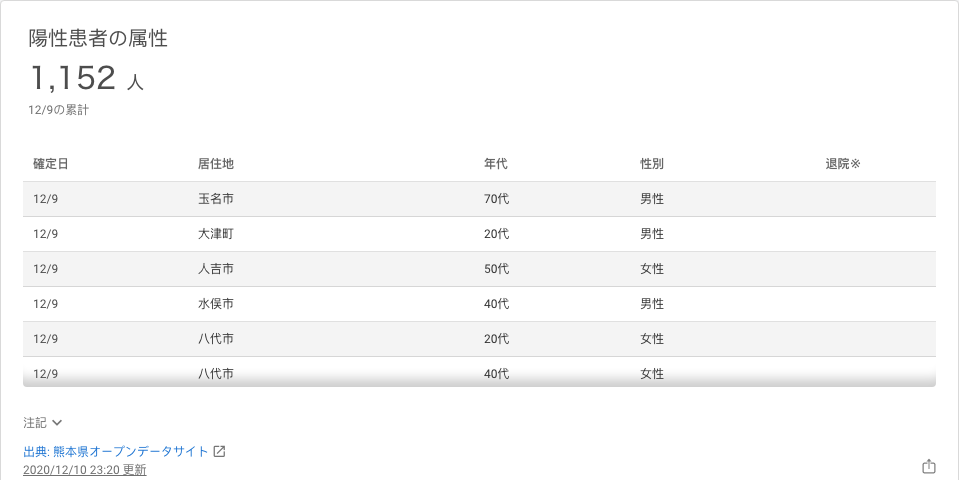 陽性患者の属性
1,152 人
12/9の累計
確定日 居住地 年代 性別 退院※
12/9 玉名市 70代 男性
12/9 大津町 20代 男性
12/9 人吉市 50代 女性
12/9 水俣市 40代 男性
12/9 八代市 20代 女性
12/9 八代市 40代 女性
注記
出典: 熊本県オープンデータサイト
2020/12/10 23:20 更新